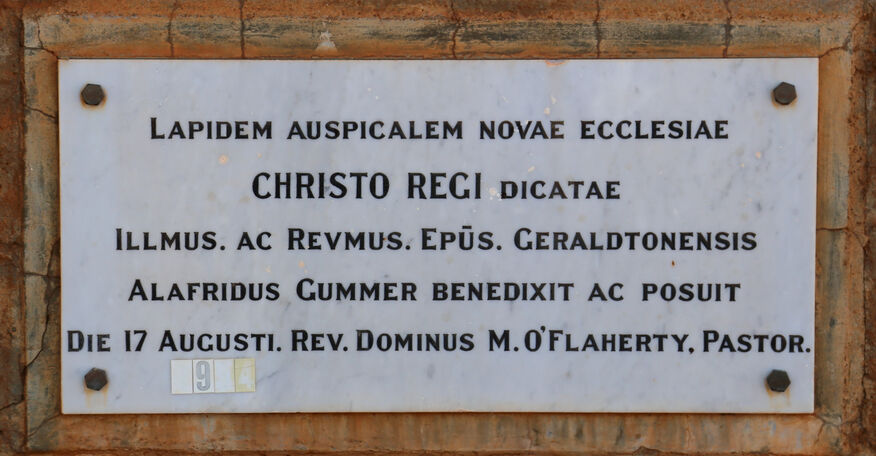 LAPIDEM AUSPICALEM NOVAE ECCLESIAE
CHRISTO REGI DICATAE
ILLMUS. AC REVMUS. EPŪS. GERALDTONENSIS
ALAFRIDUS GUMMER BENEDIXIT AC POSUIT
DIE 17 AUGUSTI. REV. DOMINUS M. O'FLAHERTY, PASTOR.
9